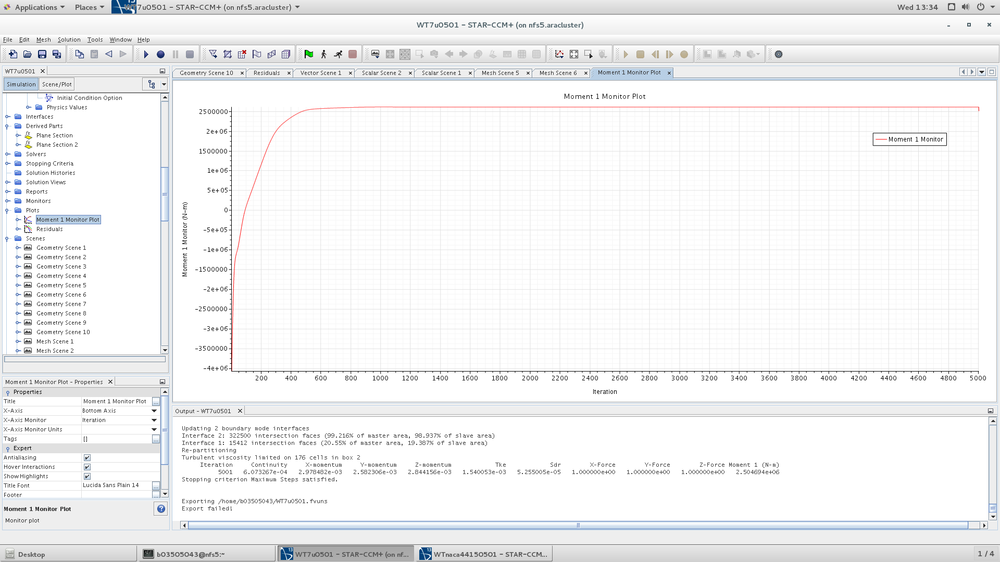 Applications Places WT7u0501 - STAR-CCM+ (on nfs5.aracluster) Wed 13:34
WT7u0501 - STAR-CCM+ (on nfs5.aracluster)
File Edit Mesh Solution Tools Window Help
WT7u0501
Simulation Scene/Plot
Initial Condition Option
Physics Values
Interfaces
Derived Parts
Plane Section
Plane Section 2
Solvers
Stopping Criteria
Solution Histories
Solution Views
Reports
Monitors
Plots
Moment 1 Monitor Plot
Residuals
Scenes
Geometry Scene 1
Geometry Scene 2
Geometry Scene 3
Geometry Scene 4
Geometry Scene 5
Geometry Scene 6
Geometry Scene 7
Geometry Scene 8
Geometry Scene 9
Geometry Scene 10
Mesh Scene 1
Mesh Scene 2
Moment 1 Monitor Plot - Properties
Properties
Title Moment 1 Monitor Plot ...
X-Axis Bottom Axis
X-Axis Monitor Iteration
X-Axis Monitor Units
Tags [] ...
Expert
Antialiasing
Hover Interactions
Show Highlights
Title Font Lucida Sans Plain 14 ...
Footer ...
Moment 1 Monitor Plot
Monitor plot
Geometry Scene 10 Residuals Vector Scene 1 Scalar Scene 2 Scalar Scene 1 Mesh Scene 5 Mesh Scene 6 Moment 1 Monitor Plot
Moment 1 Monitor Plot
2500000
2e+06
1500000
1e+06
5e+05
0
-5e+05
-1e+06
-1500000
-2e+06
-2500000
-3e+06
-3500000
-4e+06
Moment 1 Monitor (N-m)
Moment 1 Monitor
200 400 600 800 1000 1200 1400 1600 1800 2000 2200 2400 2600 2800 3000 3200 3400 3600 3800 4000 4200 4400 4600 4800 5000
Iteration
Output - WT7u0501
Updating 2 boundary mode interfaces
Interface 2: 322500 intersection faces (99.216% of master area, 98.937% of slave area)
Interface 1: 15412 intersection faces (20.55% of master area, 19.387% of slave area)
Re-partitioning
Turbulent viscosity limited on 176 cells in box 2
Iteration Continuity X-momentum Y-momentum Z-momentum Tke Sdr X-Force Y-Force Z-Force Moment 1 (N-m)
5001 6.073267e-04 2.978482e-03 2.582306e-03 2.844156e-03 1.540053e-03 5.255005e-05 1.000000e+00 1.000000e+00 1.000000e+00 2.504694e+06
Stopping criterion Maximum Steps satisfied.
Exporting /home/b03505043/WT7u0501.fvuns
Export failed!
Desktop b03505043@nfs5:~ 13 WT7u0501 - STAR-CCM+ (on nf... 13 WTnaca44150501 - STAR-CCM... 1 / 4